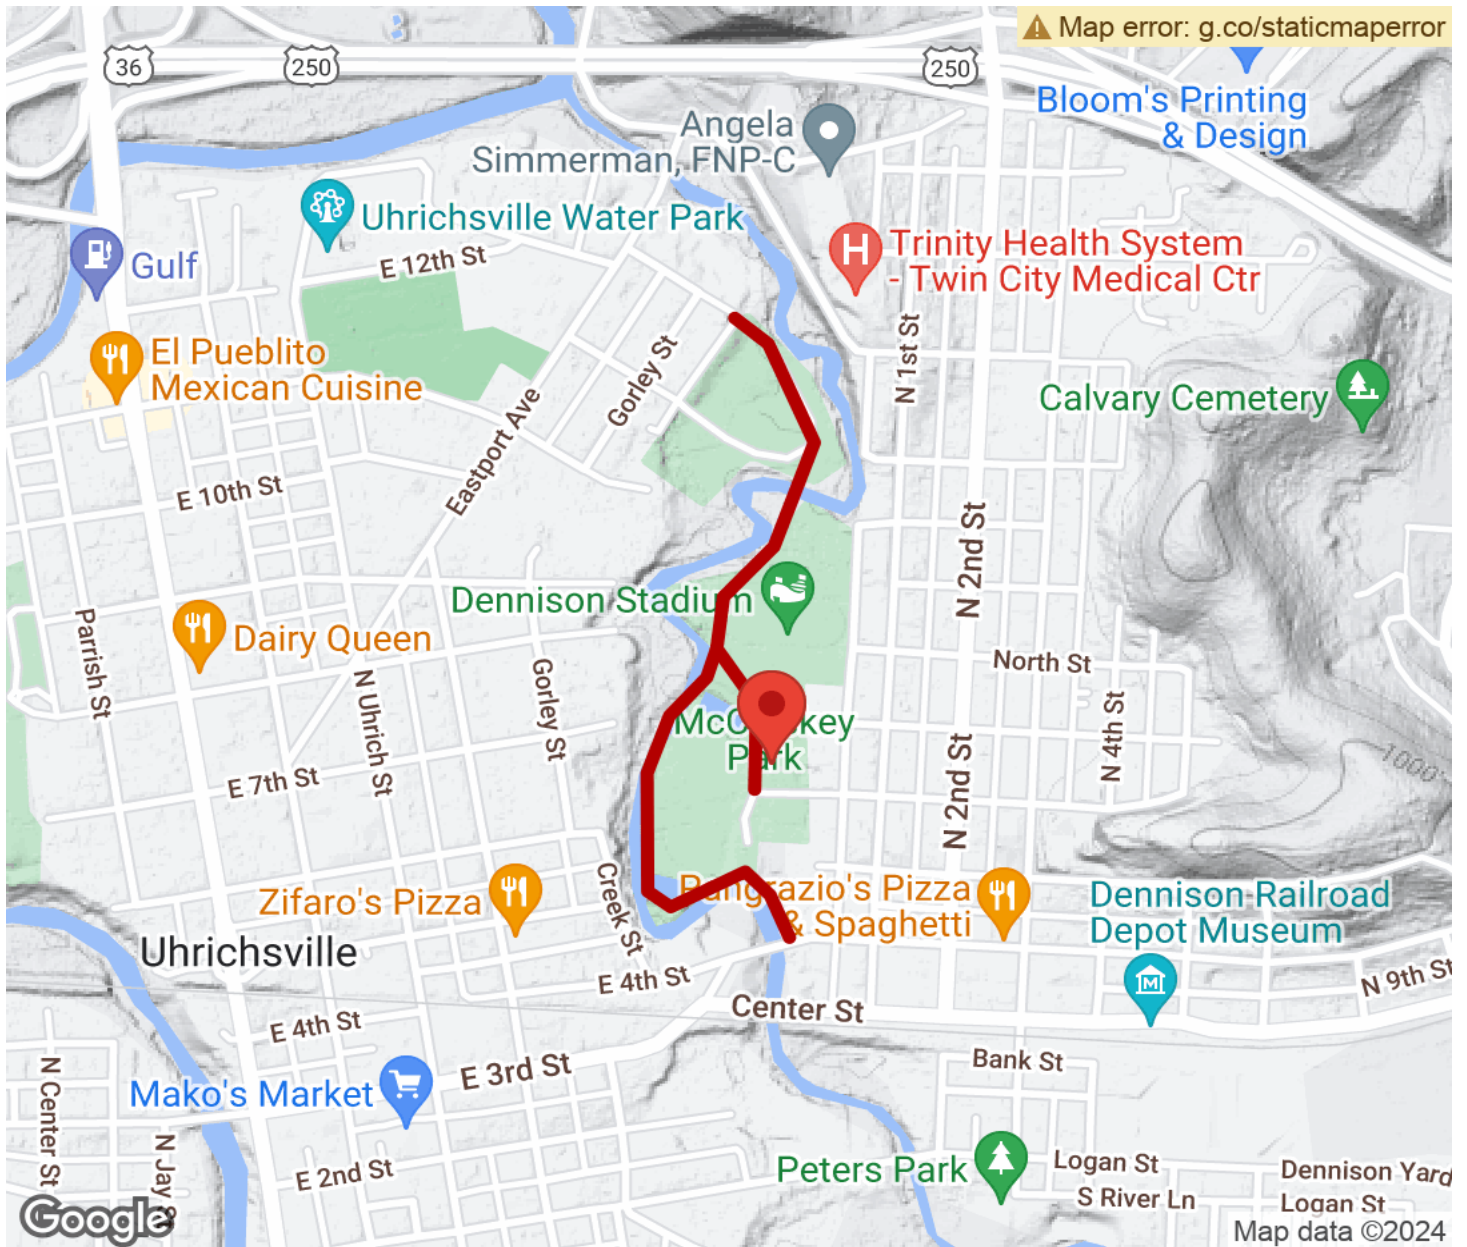 Map error: g.co/staticmaperror
36
250
250
Bloom's Printing
& Design
Angela
Simmerman, FNP-C
Uhrichsville Water Park
Trinity Health System
- Twin City Medical Ctr
E 12th St
Gulf
El Pueblito
Mexican Cuisine
Gorley St
N 1st St
Calvary Cemetery
Eastport Ave
E 10th St
N 2nd St
Dennison Stadium
Dairy Queen
Parrish St
North St
N Uhrich St
Gorley St
N 4th St
Park
1000'
E 7th St
N 2nd St
Creek St
Zifaro's Pizza
Pangrazio's Pizza
& Spaghetti
Dennison Railroad
Depot Museum
Uhrichsville
E 4th St
N 9th St
Center St
E 4th St
E 3rd St
Bank St
Mako's Market
N Center St
N Jay St
E 2nd St
Peters Park
Logan St
Dennison Yard
S River Ln
Logan St
Google
Map data ©2024